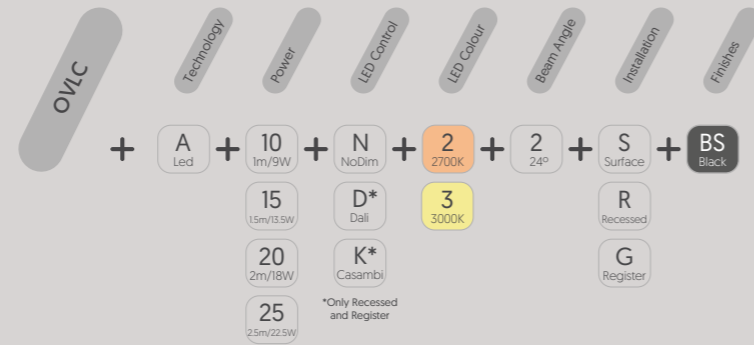 OVLC
Technology
Power
LED Control
LED Colour
Beam Angle
Installation
Finishes
+ A + 10 + N + 2 + 2 + S + BS
Led 1m/9W NoDim 2700K 24º Surface Black
15 D* 3 R
1.5m/13.5W Dali 3000K Recessed
20 K* G
2m/18W Casambi Register
*Only Recessed
and Register
25
2.5m/22.5W